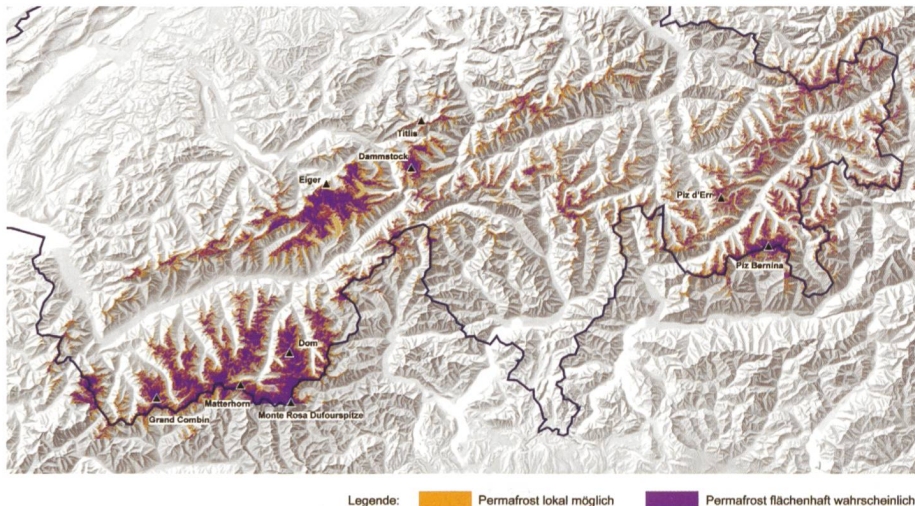 Titlis
Dammstock
Eiger
Piz d'Err
Piz Bernina
Dom
Matterhorn
Grand Combin
Monte Rosa Dufourspitze
Legende: Permafrost lokal möglich Permafrost flächenhaft wahrscheinlich